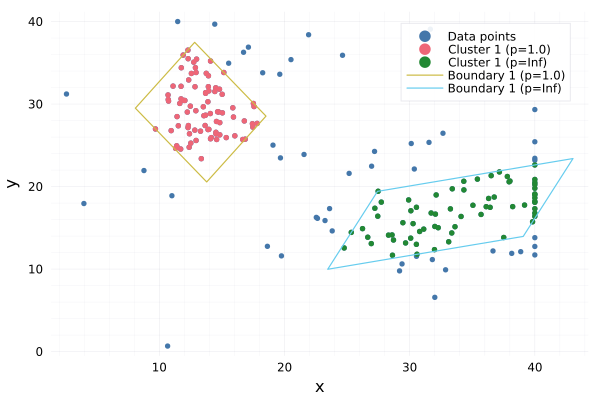 40
30
20
10
0
y
10
20
30
40
x
Data points
Cluster 1 (p=1.0)
Cluster 1 (p=Inf)
Boundary 1 (p=1.0)
Boundary 1 (p=Inf)